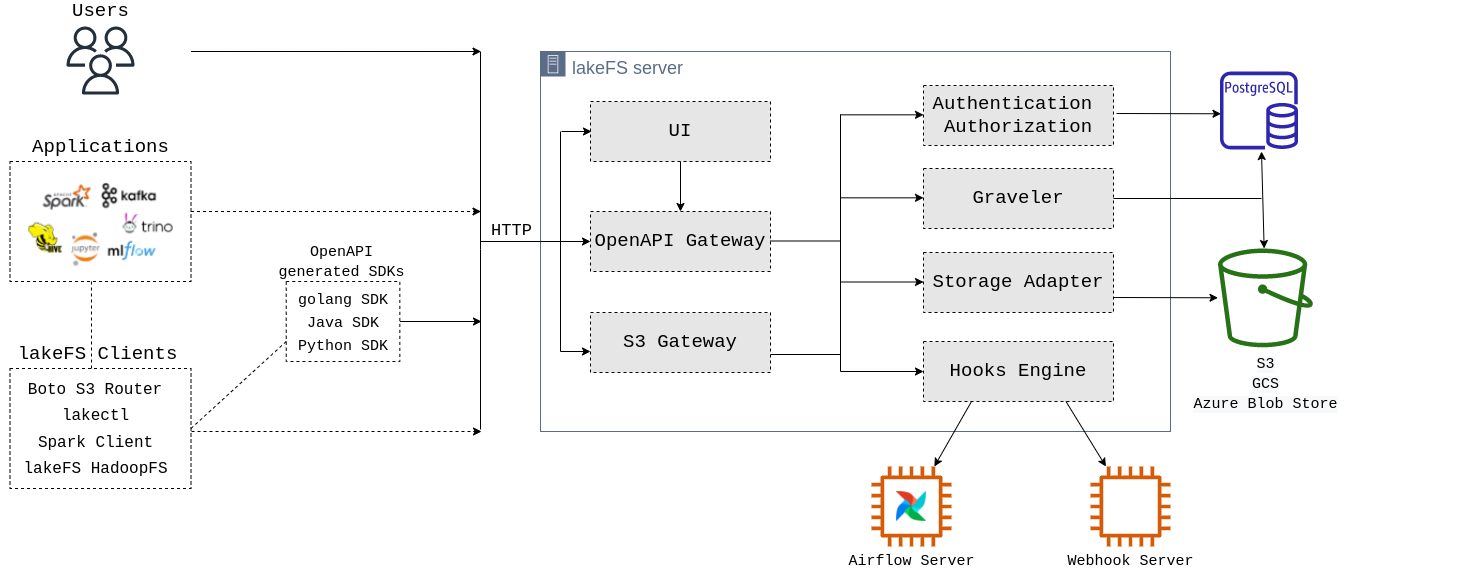 Users
Applications
APACHE
Spark
kafka
trino
HIVE
jupyter
mlflow
lakeFS Clients
Boto S3 Router
lakectl
Spark Client
lakeFS HadoopFS
OpenAPI
generated SDKs
golang SDK
Java SDK
Python SDK
HTTP
lakeFS server
UI
OpenAPI Gateway
S3 Gateway
Authentication
Authorization
Graveler
Storage Adapter
Hooks Engine
PostgreSQL
S3
GCS
Azure Blob Store
Airflow Server
Webhook Server